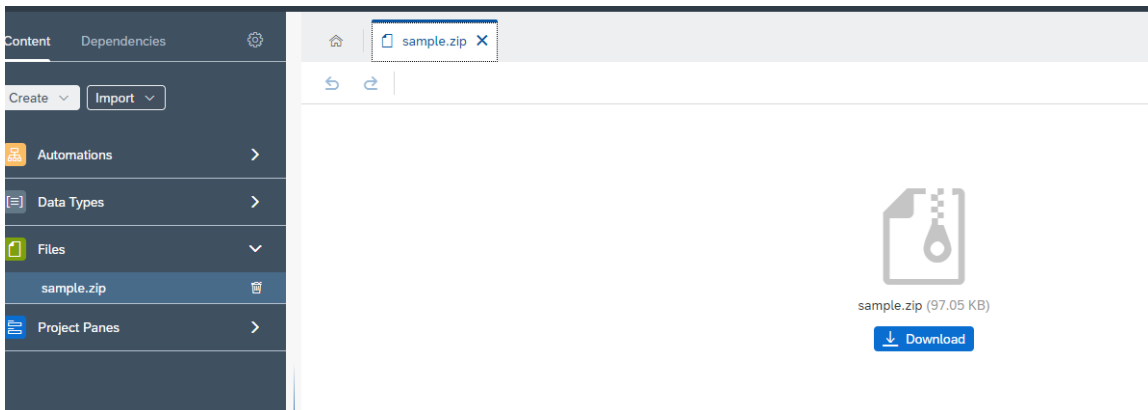 Content Dependencies
Create Import
Automations
[=] Data Types
Files
sample.zip
Project Panes
sample.zip
sample.zip (97.05 KB)
Download